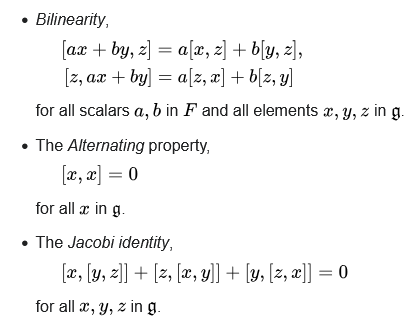 • Bilinearity,
[ax + by, z] = a[x, z] + b[y, z],
[z, ax + by] = a[z, x] + b[z, y]
for all scalars a, b in F and all elements x, y, z in 𝔤.
• The Alternating property,
[x, x] = 0
for all x in 𝔤.
• The Jacobi identity,
[x, [y, z]] + [z, [x, y]] + [y, [z, x]] = 0
for all x, y, z in 𝔤.